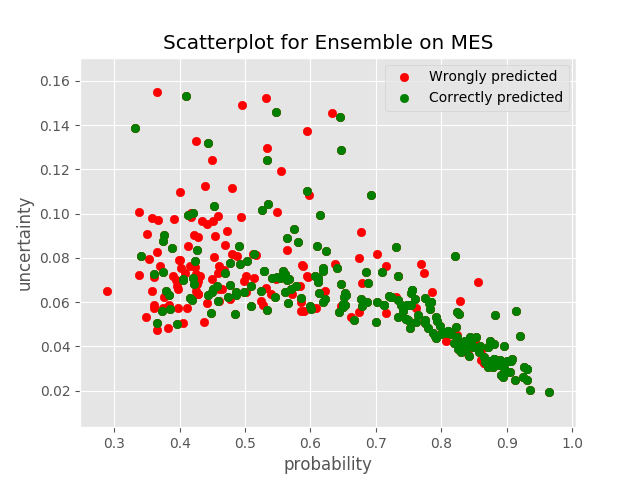 Scatterplot for Ensemble on MES
Wrongly predicted
Correctly predicted
uncertainty
0.16
0.14
0.12
0.10
0.08
0.06
0.04
0.02
0.3 0.4 0.5 0.6 0.7 0.8 0.9 1.0
probability